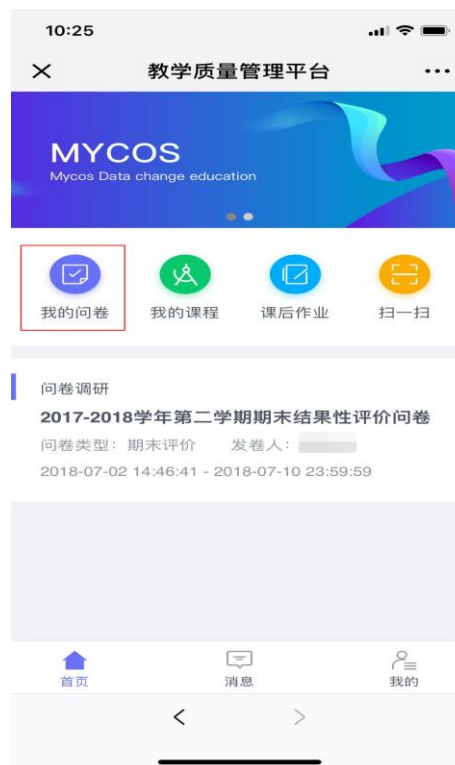 10:25
教学质量管理平台
MYCOS
Mycos Data change education
我的问卷 我的课程 课后作业 扫一扫
问卷调研
2017-2018学年第二学期期末结果性评价问卷
问卷类型：期末评价 发卷人：
2018-07-02 14:46:41 - 2018-07-10 23:59:59
首页 消息 我的